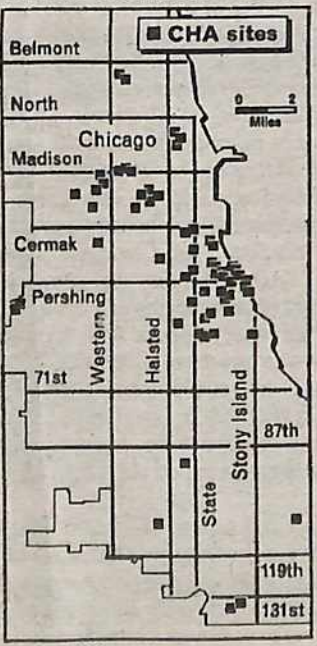 CHA sites
Belmont
North
0 2
Miles
Chicago
Madison
Cermak
Pershing
Western
Halsted
71st
State
Stony Island
87th
119th
131st